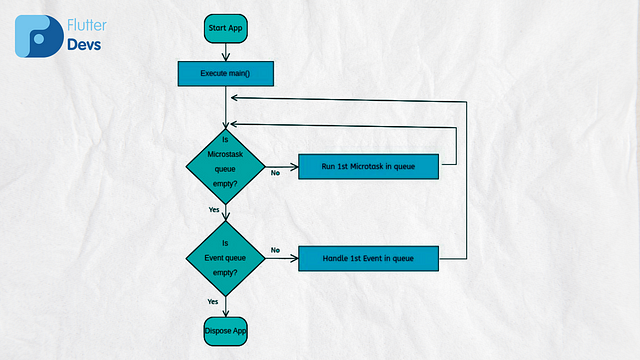 Flutter
Devs
Start App
Execute main()
Is
Microstask
queue
empty?
No
Run 1st Microtask in queue
Yes
Is
Event queue
empty?
No
Handle 1st Event in queue
Yes
Dispose App